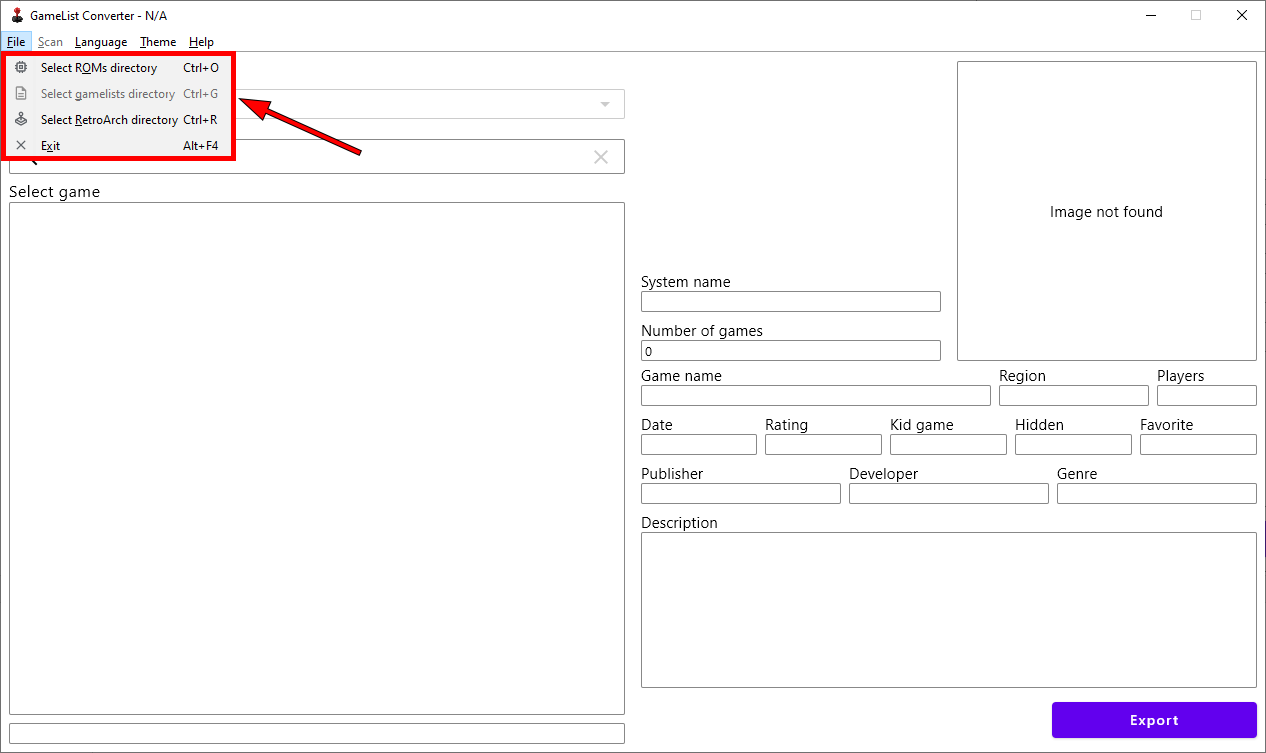 GameList Converter - N/A
File Scan Language Theme Help
Select ROMs directory Ctrl+O
Select gamelists directory Ctrl+G
Select RetroArch directory Ctrl+R
Exit Alt+F4
Select game
Image not found
System name
Number of games
0
Game name Region Players
Date Rating Kid game Hidden Favorite
Publisher Developer Genre
Description
Export